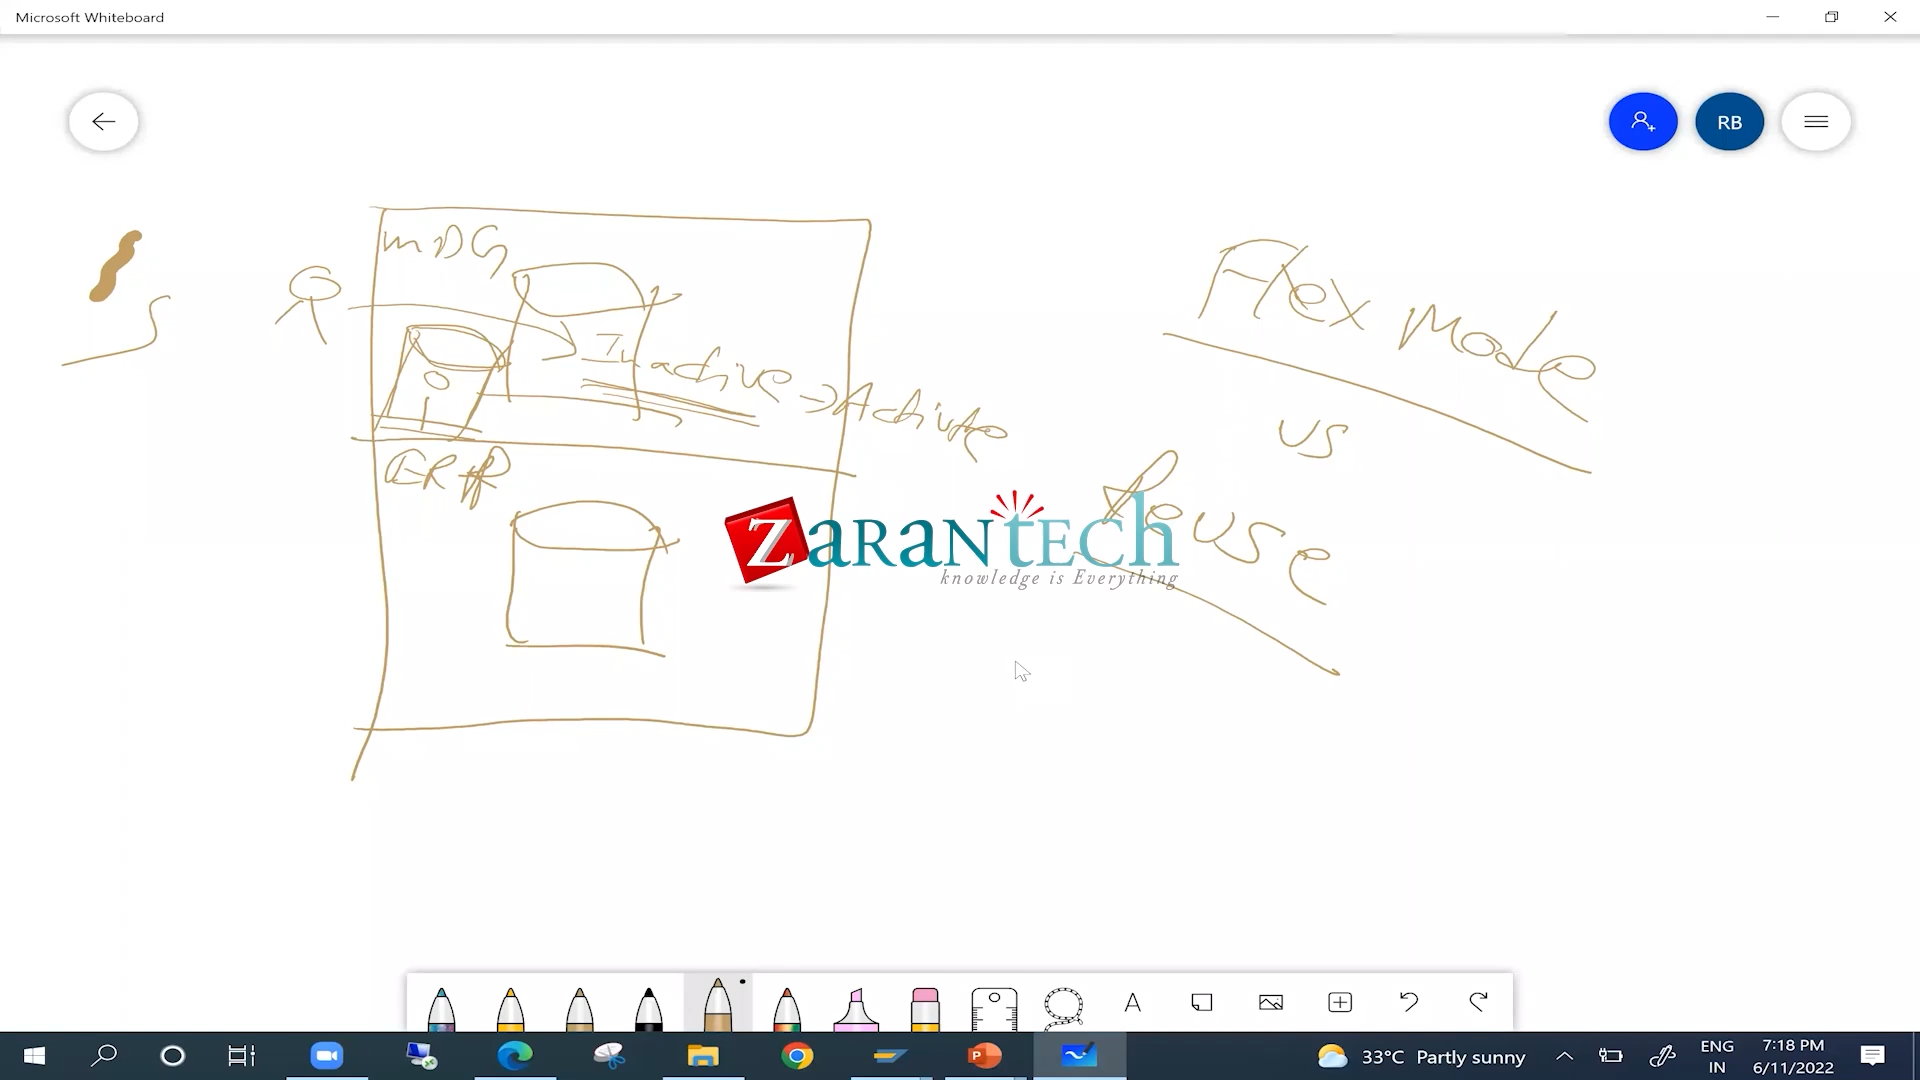 Microsoft Whiteboard
RB
MDG
Inactive → Activate
ERP
Flex Mode
vs
Reuse
ZaranTech
knowledge is Everything
A
33°C Partly sunny
ENG
IN
7:18 PM
6/11/2022